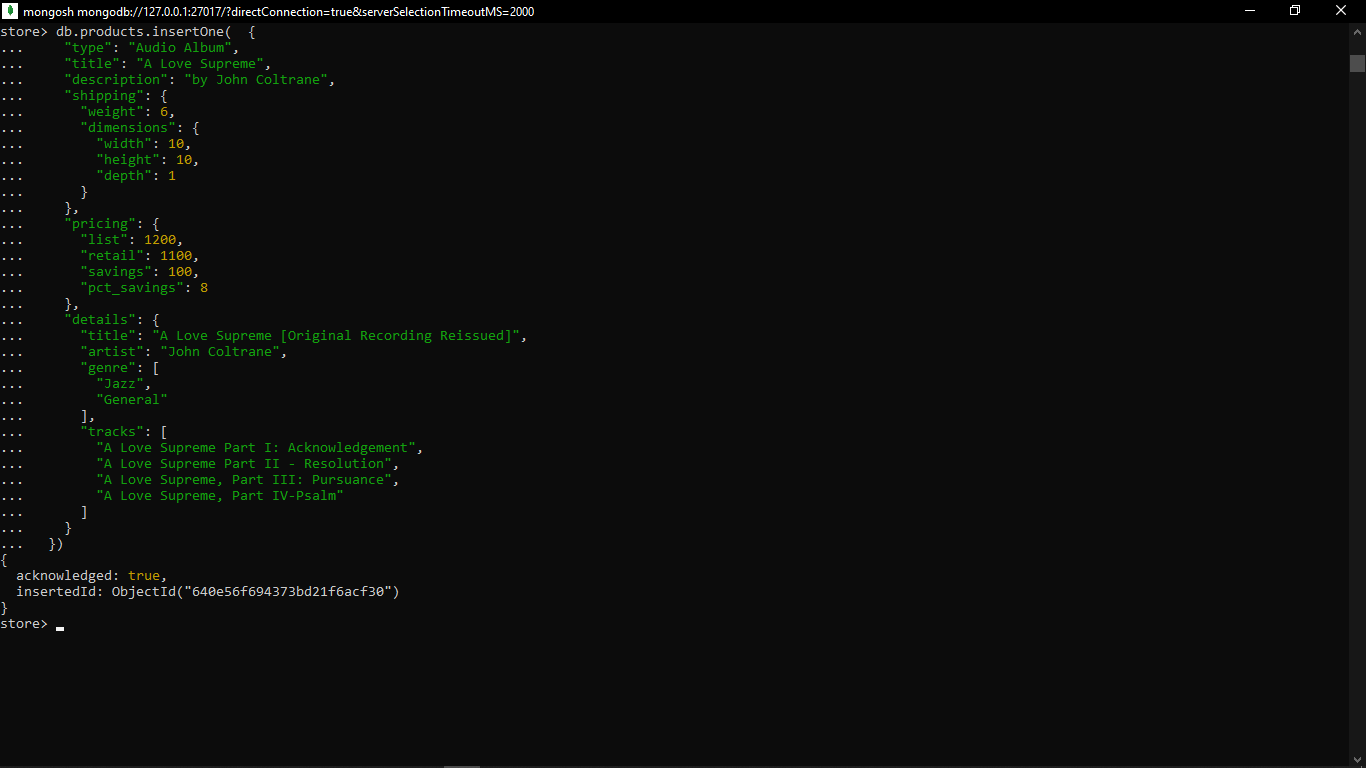 mongosh mongodb://127.0.0.1:27017/?directConnection=true&serverSelectionTimeoutMS=2000
store> db.products.insertOne(  {
...     "type": "Audio Album",
...     "title": "A Love Supreme",
...     "description": "by John Coltrane",
...     "shipping": {
...       "weight": 6,
...       "dimensions": {
...         "width": 10,
...         "height": 10,
...         "depth": 1
...       }
...     },
...     "pricing": {
...       "list": 1200,
...       "retail": 1100,
...       "savings": 100,
...       "pct_savings": 8
...     },
...     "details": {
...       "title": "A Love Supreme [Original Recording Reissued]",
...       "artist": "John Coltrane",
...       "genre": [
...         "Jazz",
...         "General"
...       ],
...       "tracks": [
...         "A Love Supreme Part I: Acknowledgement",
...         "A Love Supreme Part II - Resolution",
...         "A Love Supreme, Part III: Pursuance",
...         "A Love Supreme, Part IV-Psalm"
...       ]
...     }
...   })
{
  acknowledged: true,
  insertedId: ObjectId("640e56f694373bd21f6acf30")
}
store>